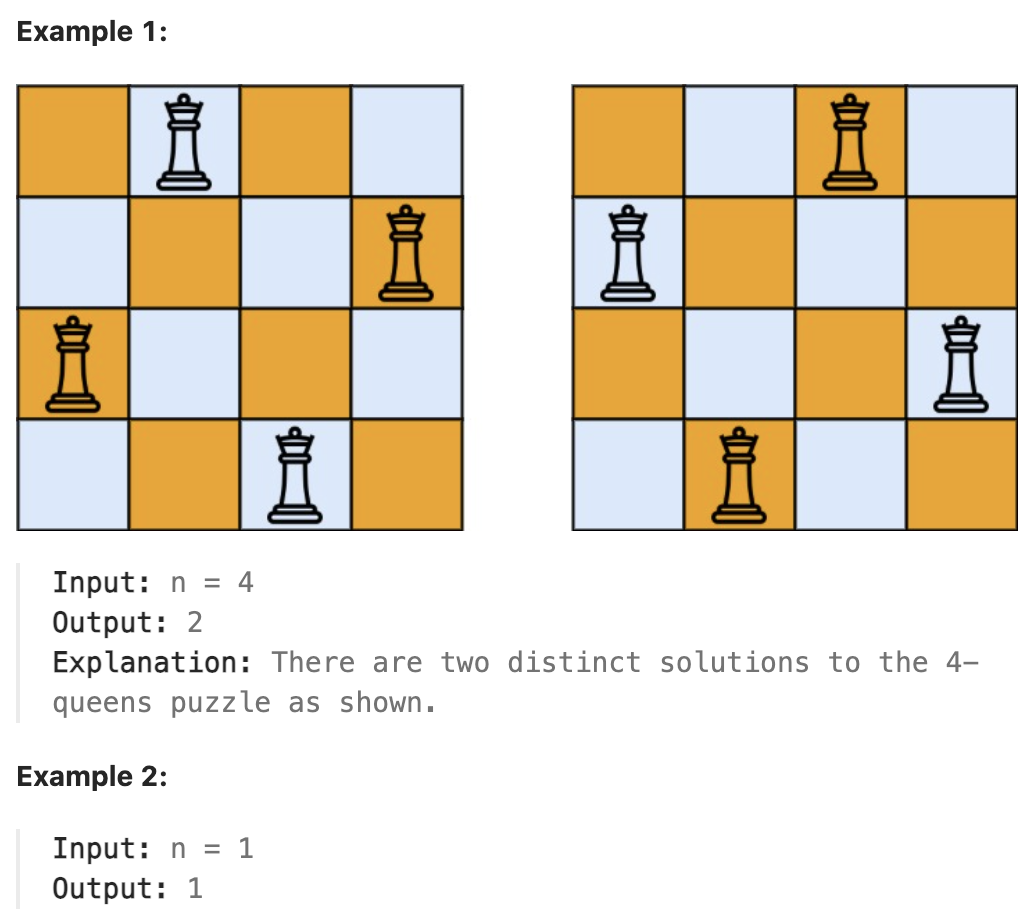 Example 1:
Input: n = 4
Output: 2
Explanation: There are two distinct solutions to the 4-
queens puzzle as shown.
Example 2:
Input: n = 1
Output: 1